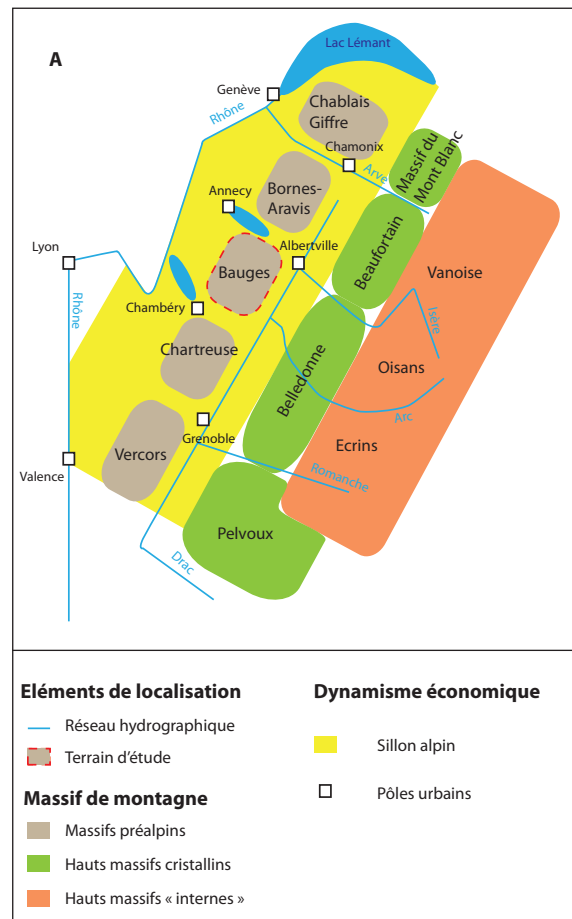 A
Lac Lémant
Genève
Rhône
Chablais
Giffre
Chamonix
Arve
Massif du
Mont Blanc
Annecy
Bornes-
Aravis
Lyon
Albertville
Beaufortain
Vanoise
Bauges
Rhône
Chambéry
Isère
Chartreuse
Oisans
Belledonne
Arc
Grenoble
Ecrins
Vercors
Valence
Romanche
Pelvoux
Drac
Eléments de localisation
Réseau hydrographique
Terrain d'étude
Massif de montagne
Massifs préalpins
Hauts massifs cristallins
Hauts massifs « internes »
Dynamisme économique
Sillon alpin
Pôles urbains